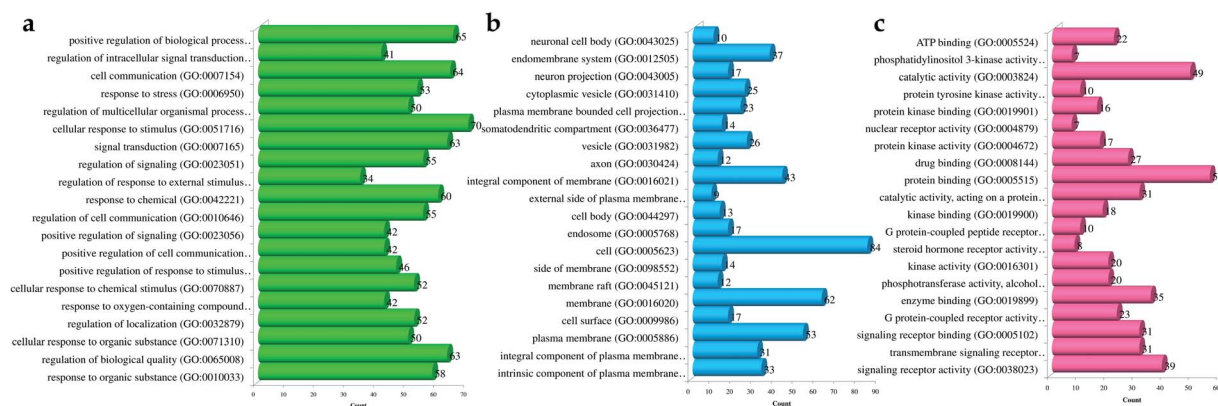 a
positive regulation of biological process.. 65
regulation of intracellular signal transduction.. 41
cell communication (GO:0007154) 64
response to stress (GO:0006950) 53
regulation of multicellular organismal process.. 50
cellular response to stimulus (GO:0051716) 70
signal transduction (GO:0007165) 63
regulation of signaling (GO:0023051) 55
regulation of response to external stimulus.. 34
response to chemical (GO:0042221) 60
regulation of cell communication (GO:0010646) 55
positive regulation of signaling (GO:0023056) 42
positive regulation of cell communication.. 42
positive regulation of response to stimulus.. 46
cellular response to chemical stimulus (GO:0070887) 52
response to oxygen-containing compound.. 42
regulation of localization (GO:0032879) 52
cellular response to organic substance (GO:0071310) 50
regulation of biological quality (GO:0065008) 63
response to organic substance (GO:0010033) 58
0 10 20 30 40 50 60 70
Count
b
neuronal cell body (GO:0043025) 10
endomembrane system (GO:0012505) 37
neuron projection (GO:0043005) 17
cytoplasmic vesicle (GO:0031410) 25
plasma membrane bounded cell projection.. 23
somatodendritic compartment (GO:0036477) 14
vesicle (GO:0031982) 26
axon (GO:0030424) 12
integral component of membrane (GO:0016021) 43
external side of plasma membrane.. 9
cell body (GO:0044297) 13
endosome (GO:0005768) 17
cell (GO:0005623) 84
side of membrane (GO:0098552) 14
membrane raft (GO:0045121) 12
membrane (GO:0016020) 62
cell surface (GO:0009986) 17
plasma membrane (GO:0005886) 53
integral component of plasma membrane.. 31
intrinsic component of plasma membrane.. 33
0 10 20 30 40 50 60 70 80 90
Count
c
ATP binding (GO:0005524) 22
phosphatidylinositol 3-kinase activity.. 7
catalytic activity (GO:0003824) 49
protein tyrosine kinase activity.. 10
protein kinase binding (GO:0019901) 16
nuclear receptor activity (GO:0004879) 7
protein kinase activity (GO:0004672) 17
drug binding (GO:0008144) 27
protein binding (GO:0005515)
catalytic activity, acting on a protein.. 31
kinase binding (GO:0019900) 18
G protein-coupled peptide receptor.. 10
steroid hormone receptor activity.. 8
kinase activity (GO:0016301) 20
phosphotransferase activity, alcohol.. 20
enzyme binding (GO:0019899) 35
G protein-coupled receptor activity.. 23
signaling receptor binding (GO:0005102) 31
transmembrane signaling receptor.. 31
signaling receptor activity (GO:0038023) 39
0 10 20 30 40 50 60
Count